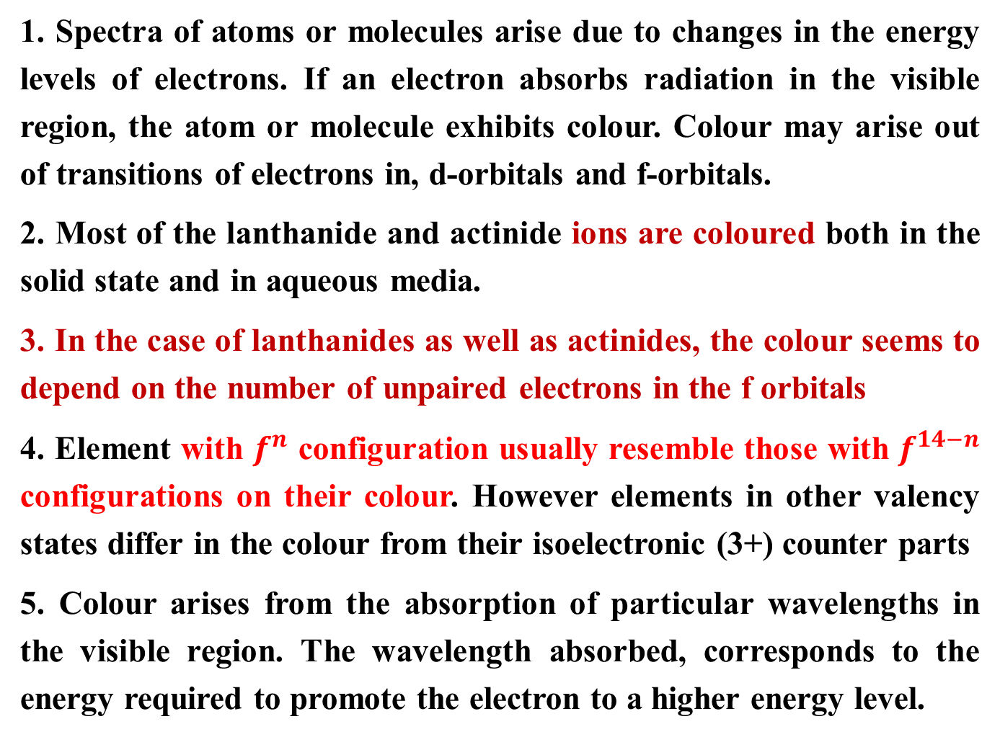 1. Spectra of atoms or molecules arise due to changes in the energy
levels of electrons. If an electron absorbs radiation in the visible
region, the atom or molecule exhibits colour. Colour may arise out
of transitions of electrons in, d-orbitals and f-orbitals.
2. Most of the lanthanide and actinide ions are coloured both in the
solid state and in aqueous media.
3. In the case of lanthanides as well as actinides, the colour seems to
depend on the number of unpaired electrons in the f orbitals
4. Element with fⁿ configuration usually resemble those with f¹⁴⁻ⁿ
configurations on their colour. However elements in other valency
states differ in the colour from their isoelectronic (3+) counter parts
5. Colour arises from the absorption of particular wavelengths in
the visible region. The wavelength absorbed, corresponds to the
energy required to promote the electron to a higher energy level.